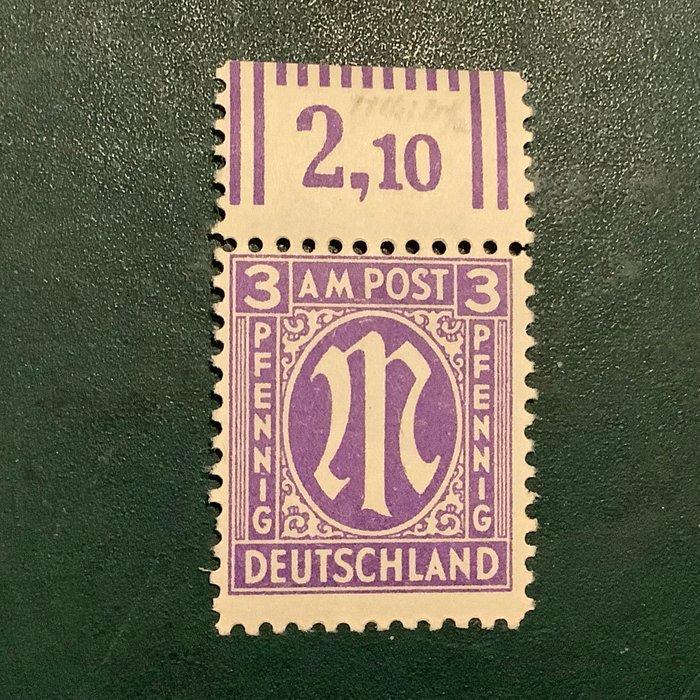 2,10
3 AM POST 3
PFENNIG
M
PFENNIG
DEUTSCHLAND